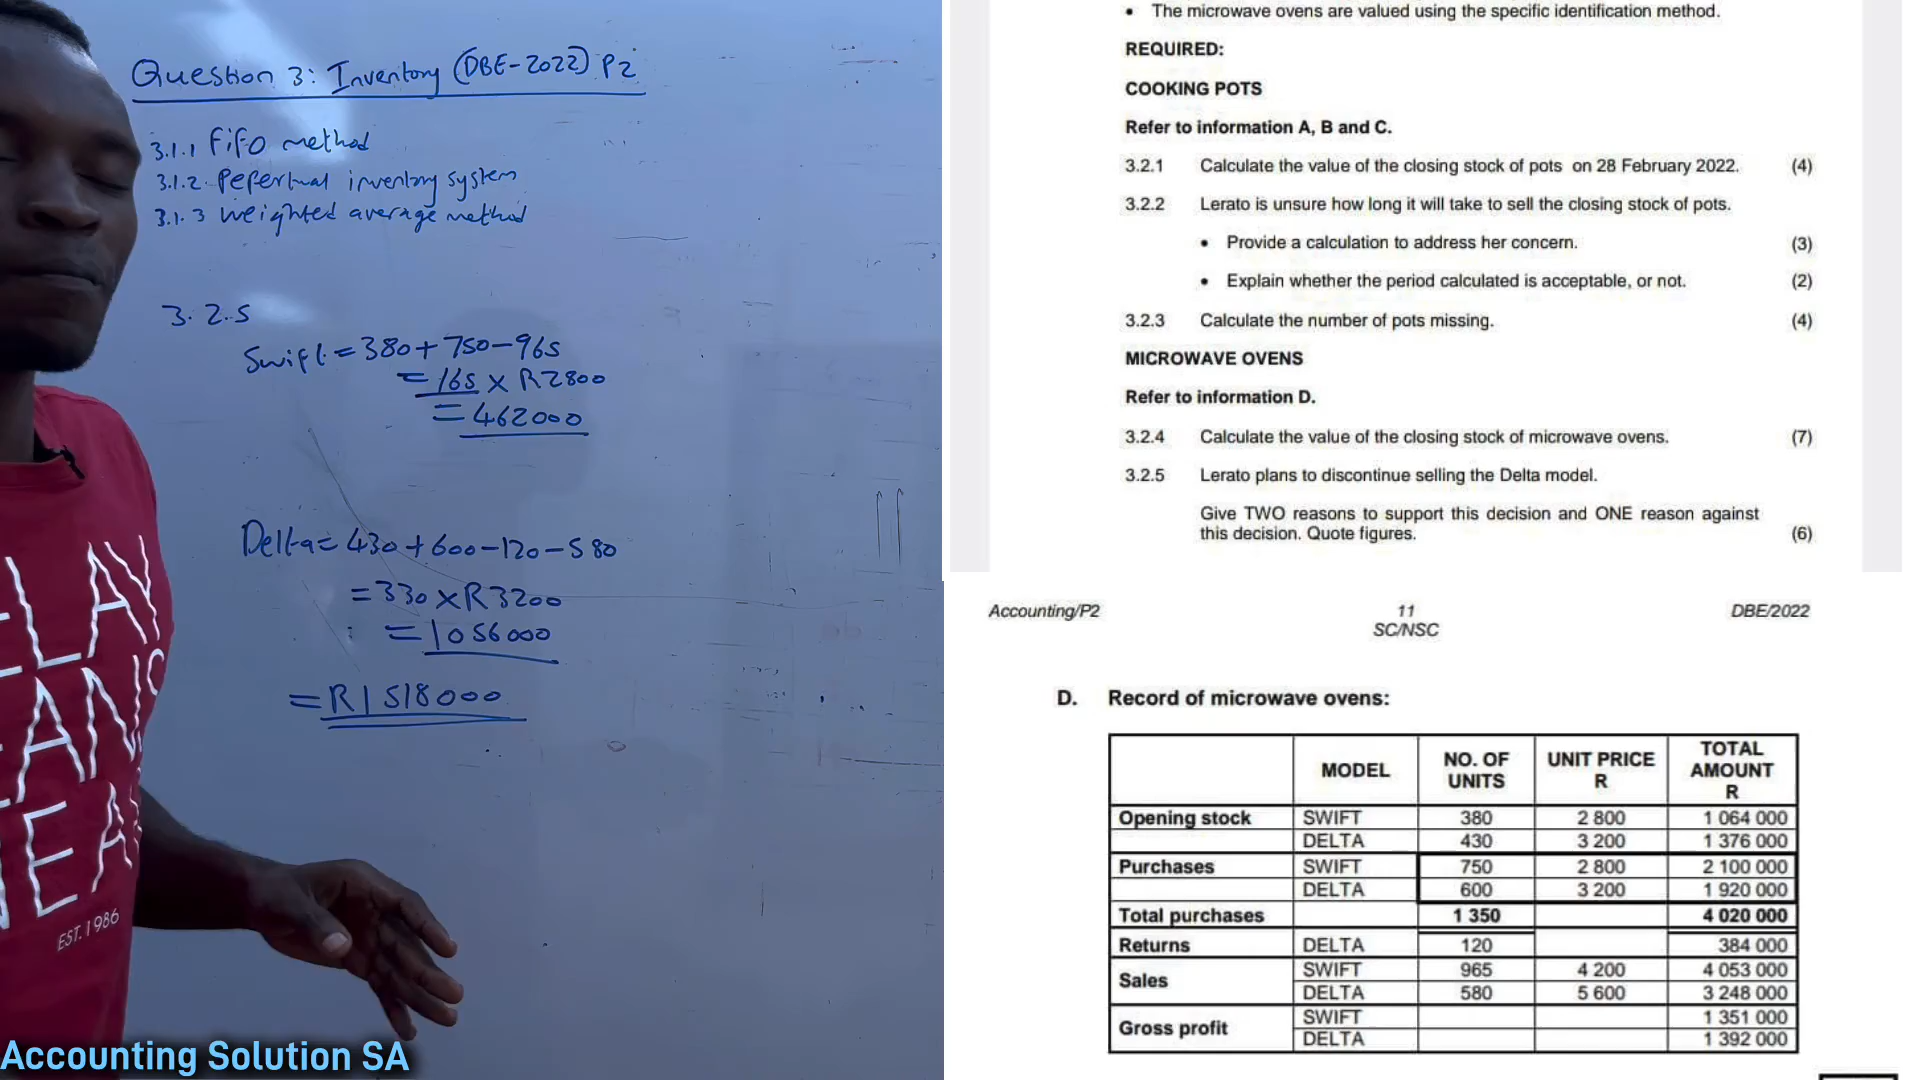 Question 3: Inventory (DBE-2022) P2
3.1.1 FiFO method
3.1.2. Pepertual inventory system
3.1.3 Weighted average method
3.2.5
Swift = 380 + 750 - 965
= 165 × R2800
= 462000
Delta = 430 + 600 - 120 - 580
= 330 × R3200
= 1056000
= R1518000
EST. 1986
Accounting Solution SA
• The microwave ovens are valued using the specific identification method.
REQUIRED:
COOKING POTS
Refer to information A, B and C.
3.2.1 Calculate the value of the closing stock of pots on 28 February 2022. (4)
3.2.2 Lerato is unsure how long it will take to sell the closing stock of pots.
• Provide a calculation to address her concern. (3)
• Explain whether the period calculated is acceptable, or not. (2)
3.2.3 Calculate the number of pots missing. (4)
MICROWAVE OVENS
Refer to information D.
3.2.4 Calculate the value of the closing stock of microwave ovens. (7)
3.2.5 Lerato plans to discontinue selling the Delta model.
Give TWO reasons to support this decision and ONE reason against
this decision. Quote figures. (6)
Accounting/P2 11 DBE/2022
SC/NSC
D. Record of microwave ovens:
MODEL NO. OF UNITS UNIT PRICE R TOTAL AMOUNT R
Opening stock SWIFT 380 2 800 1 064 000
DELTA 430 3 200 1 376 000
Purchases SWIFT 750 2 800 2 100 000
DELTA 600 3 200 1 920 000
Total purchases 1 350 4 020 000
Returns DELTA 120 384 000
Sales SWIFT 965 4 200 4 053 000
DELTA 580 5 600 3 248 000
Gross profit SWIFT 1 351 000
DELTA 1 392 000